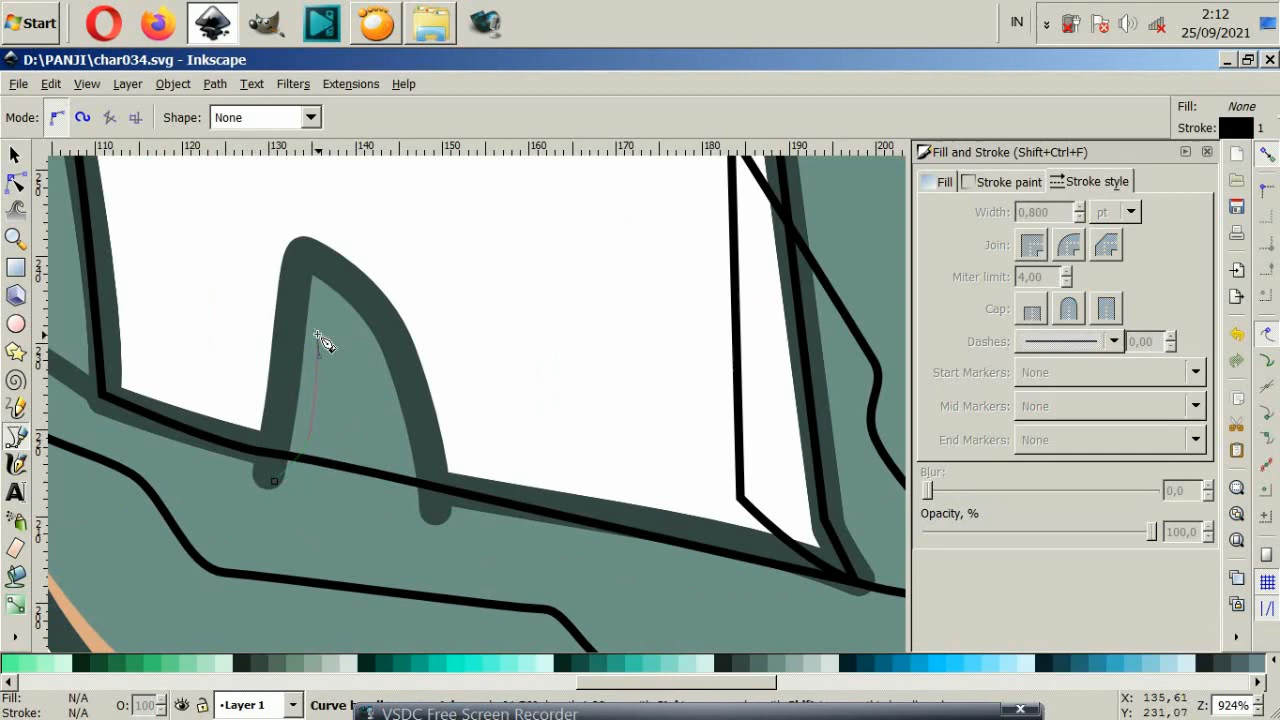 Start
IN
2:12
25/09/2021
D:\PANJI\char034.svg - Inkscape
File Edit View Layer Object Path Text Filters Extensions Help
Mode: Shape: None
Fill: None
Stroke: 1
110 120 130 140 150 160 170 180 190 200
Fill and Stroke (Shift+Ctrl+F)
Fill Stroke paint Stroke style
Width: 0,800 pt
Join:
Miter limit: 4,00
Cap:
Dashes: 0,00
Start Markers: None
Mid Markers: None
End Markers: None
Blur:
0,0
Opacity, %
100,0
Fill: N/A
Stroke: N/A
O: 100
Layer 1
X: 135,61
Y: 231,07
Z: 924%
VSDC Free Screen Recorder